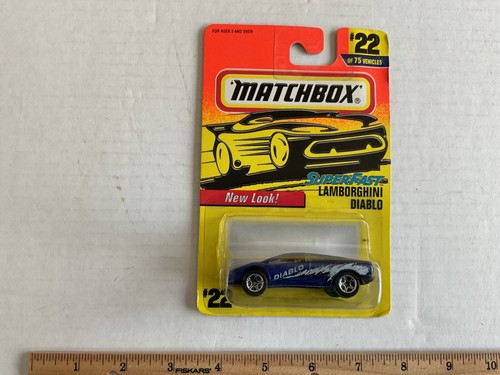 FOR AGES 3 AND OVER
#22
OF 75 VEHICLES
"MATCHBOX"®
SUPERFAST
LAMBORGHINI
DIABLO
New Look!
DIABLO
#22
1 2 3 4 5 6 7 8 9 10
FISKARS